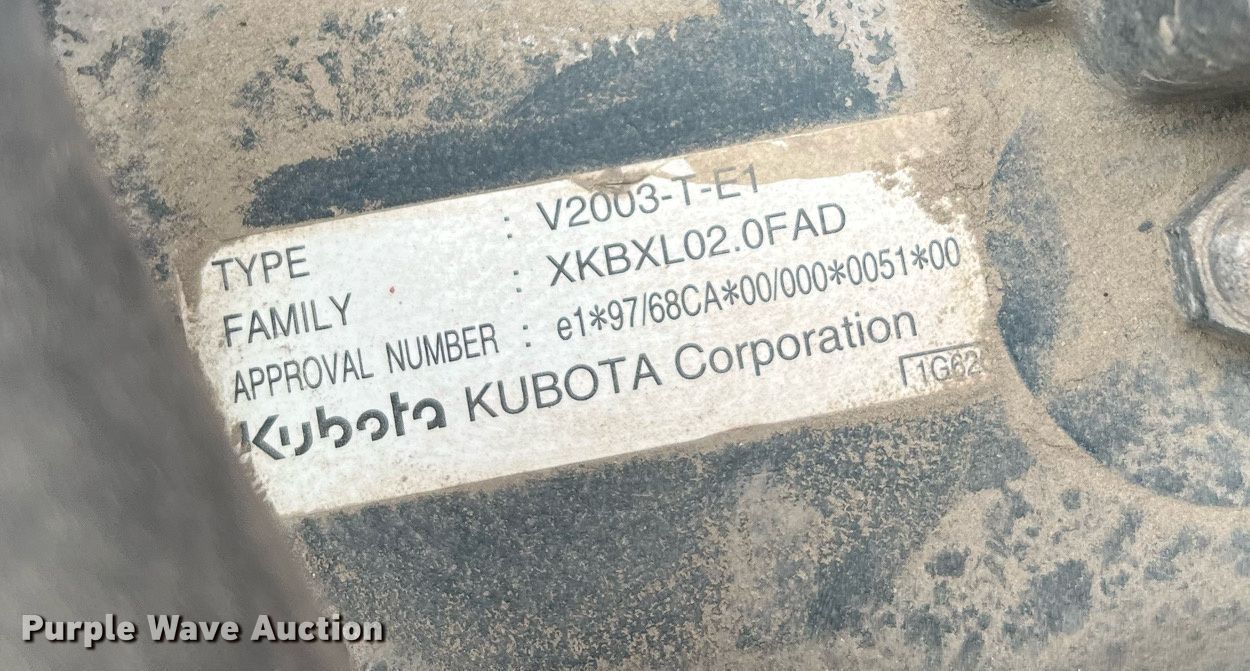 TYPE : V2003-T-E1
FAMILY : XKBXL02.0FAD
APPROVAL NUMBER : e1*97/68CA*00/000*0051*00
Kubota KUBOTA Corporation
1G62
Purple Wave Auction